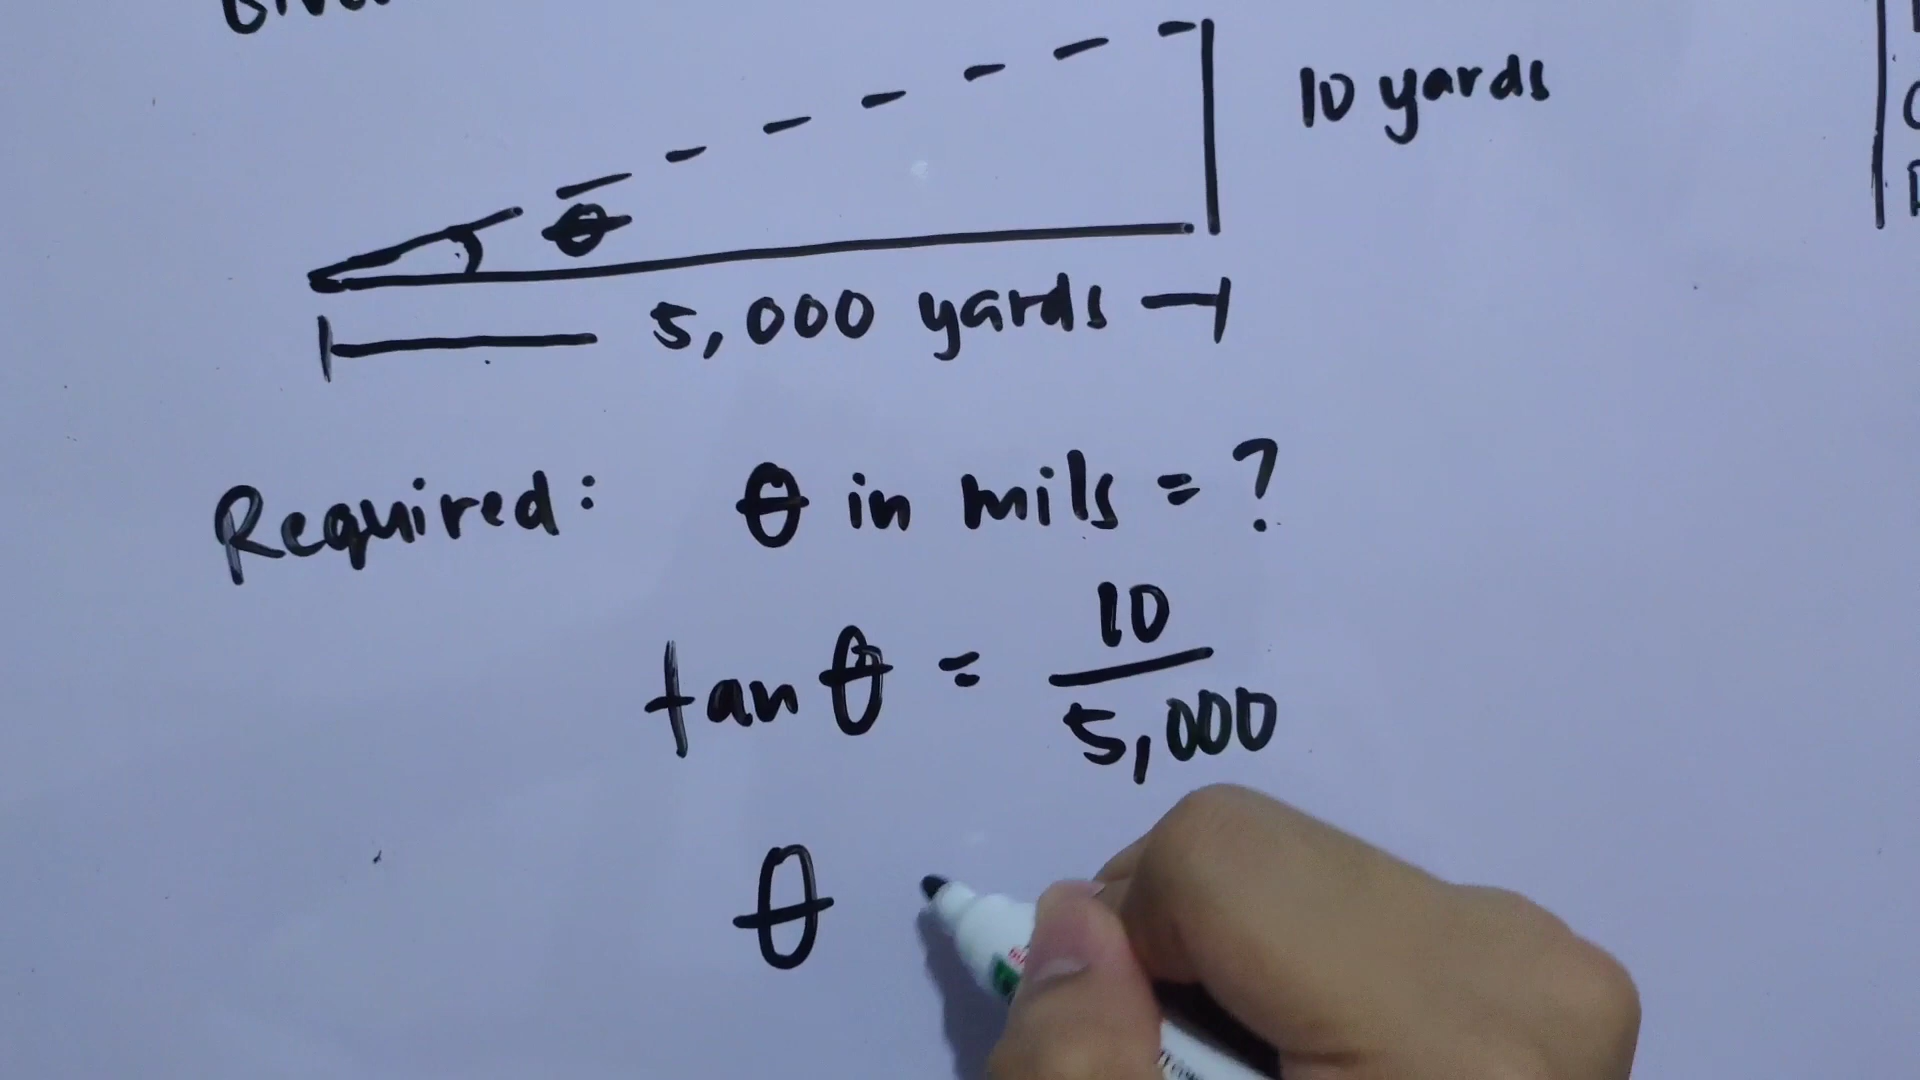 10 yards
θ
5,000 yards
Required: θ in mils = ?
tan θ = 10/5,000
θ